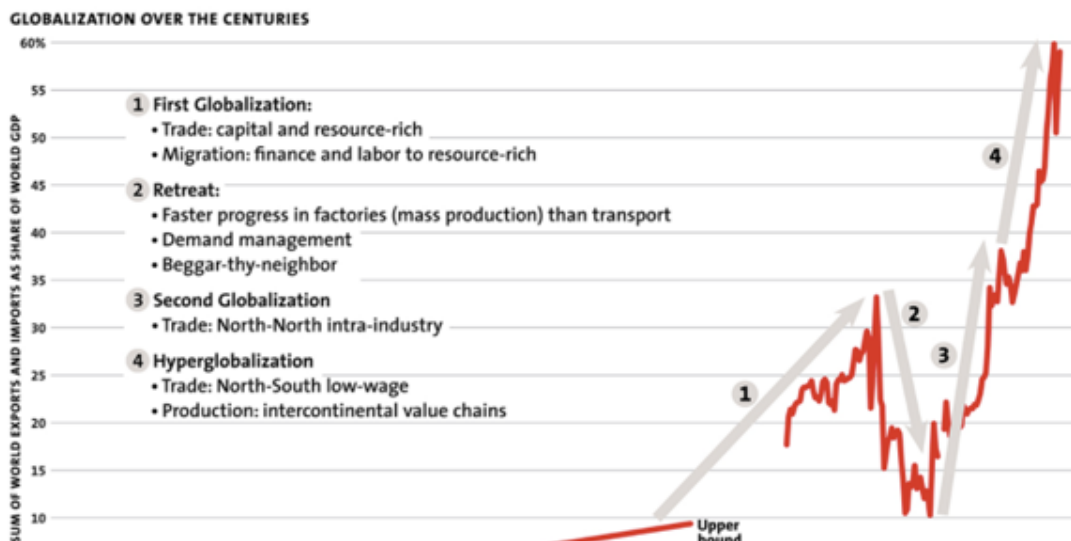 GLOBALIZATION OVER THE CENTURIES
SUM OF WORLD EXPORTS AND IMPORTS AS SHARE OF WORLD GDP
60%
55
50
45
40
35
30
25
20
15
10
1 First Globalization:
• Trade: capital and resource-rich
• Migration: finance and labor to resource-rich
2 Retreat:
• Faster progress in factories (mass production) than transport
• Demand management
• Beggar-thy-neighbor
3 Second Globalization
• Trade: North-North intra-industry
4 Hyperglobalization
• Trade: North-South low-wage
• Production: intercontinental value chains
1
2
3
4
Upper
bound